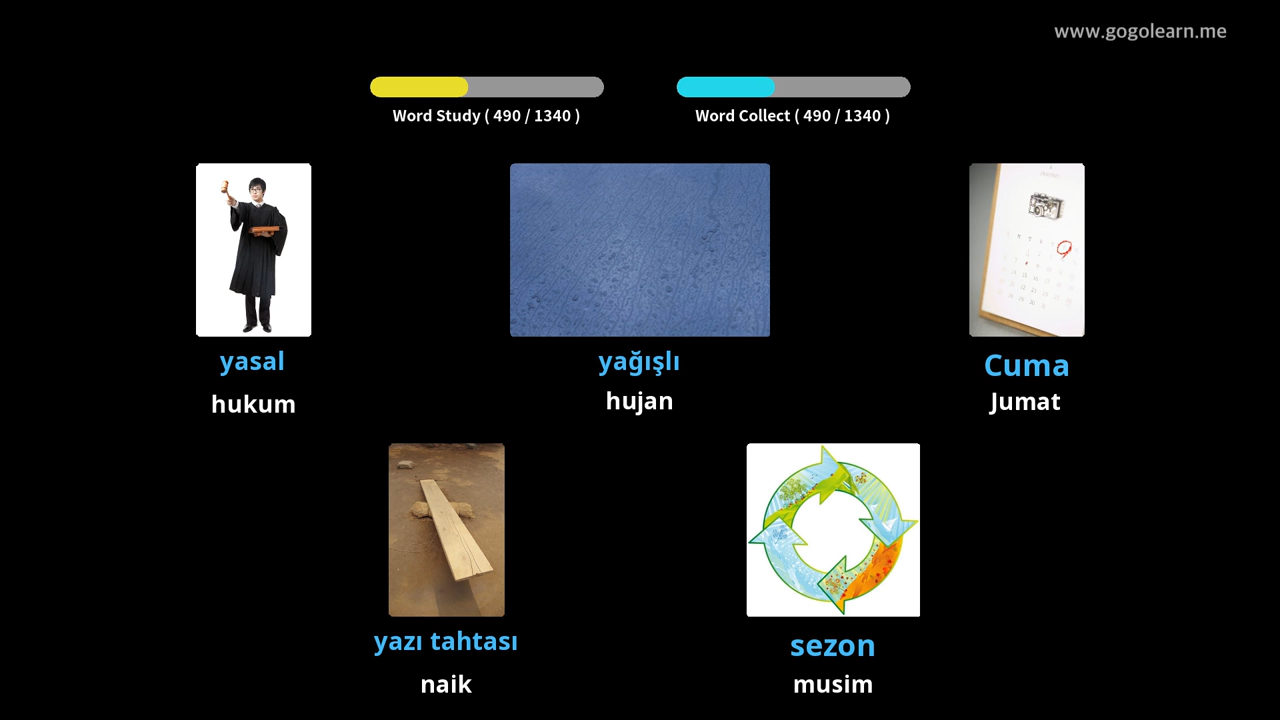 www.gogolearn.me
Word Study ( 490 / 1340 )
Word Collect ( 490 / 1340 )
yasal
hukum
yağışlı
hujan
Cuma
Jumat
yazı tahtası
naik
sezon
musim